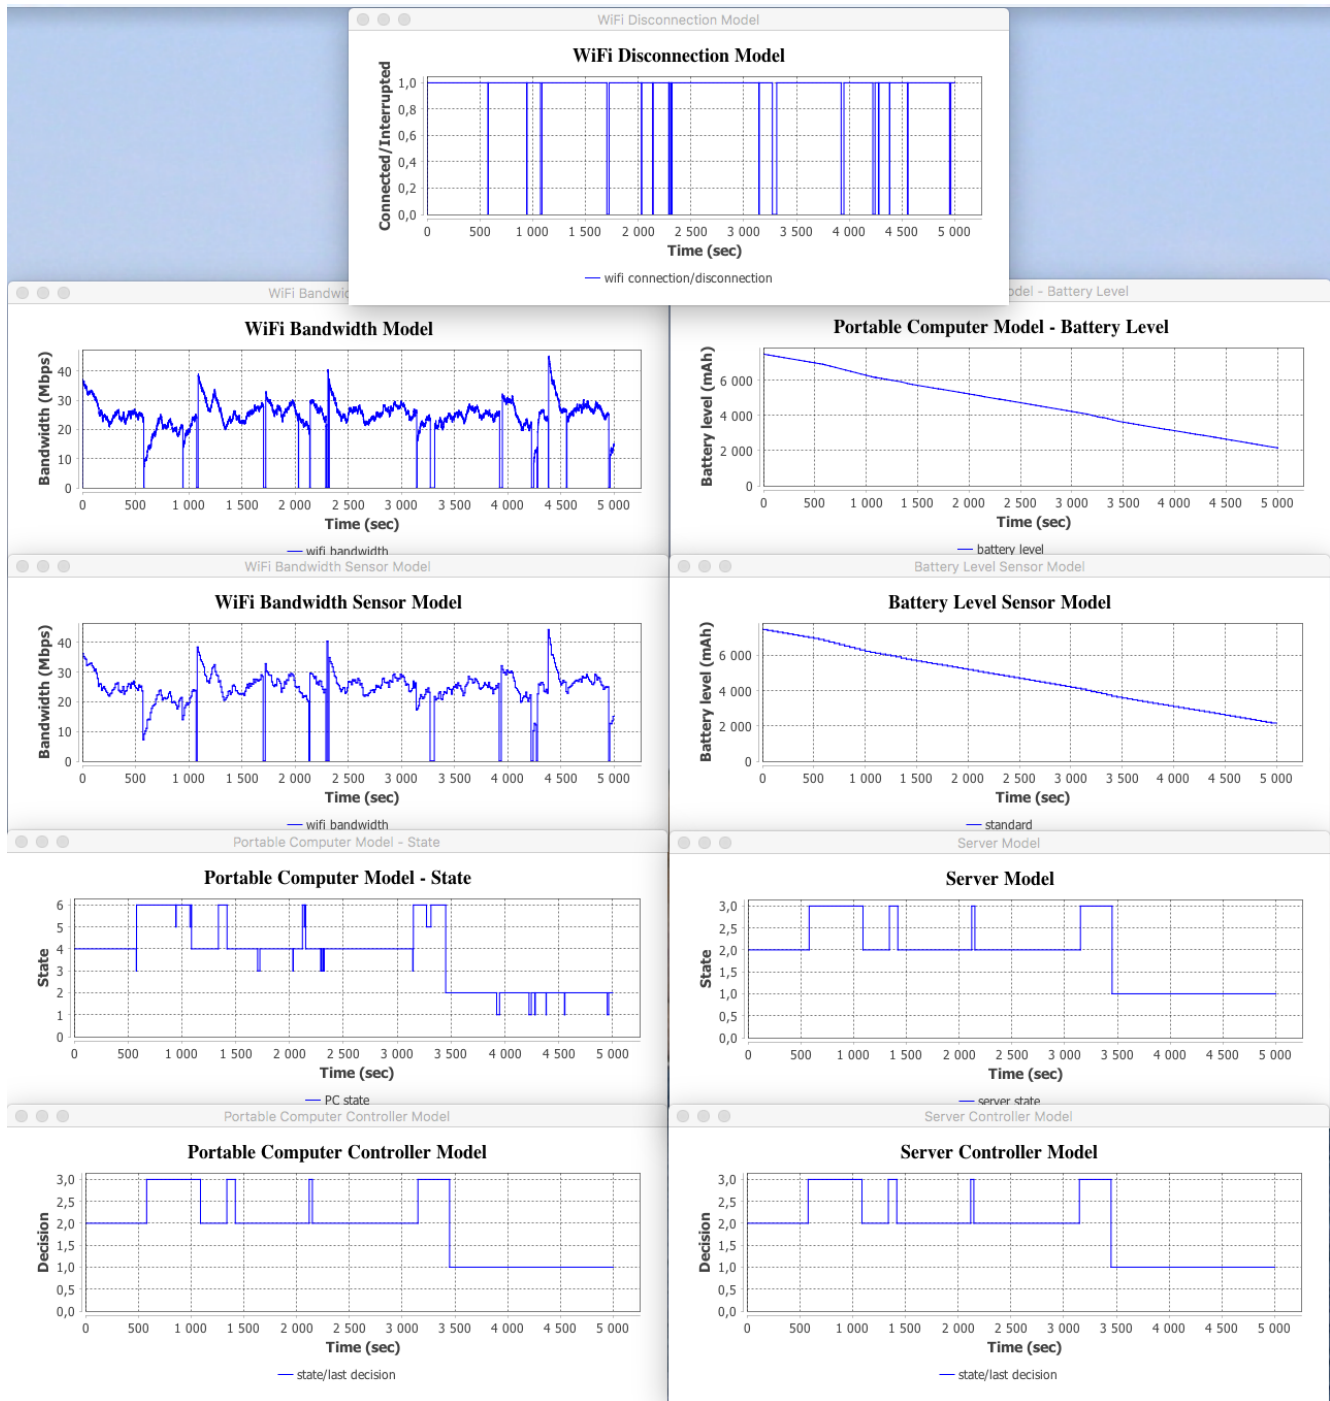 WiFi Disconnection Model
WiFi Disconnection Model
Connected/Interrupted
1,0
0,8
0,6
0,4
0,2
0,0
0 500 1 000 1 500 2 000 2 500 3 000 3 500 4 000 4 500 5 000
Time (sec)
wifi connection/disconnection
WiFi
WiFi Bandwidth Model
Bandwidth (Mbps)
40
30
20
10
0
0 500 1 000 1 500 2 000 2 500 3 000 3 500 4 000 4 500 5 000
Time (sec)
wifi bandwidth
- Battery Level
Portable Computer Model - Battery Level
Battery level (mAh)
6 000
4 000
2 000
0
0 500 1 000 1 500 2 000 2 500 3 000 3 500 4 000 4 500 5 000
Time (sec)
battery level
WiFi Bandwidth Sensor Model
WiFi Bandwidth Sensor Model
Bandwidth (Mbps)
40
30
20
10
0
0 500 1 000 1 500 2 000 2 500 3 000 3 500 4 000 4 500 5 000
Time (sec)
wifi bandwidth
Battery Level Sensor Model
Battery Level Sensor Model
Battery level (mAh)
6 000
4 000
2 000
0
0 500 1 000 1 500 2 000 2 500 3 000 3 500 4 000 4 500 5 000
Time (sec)
standard
Portable Computer Model - State
Portable Computer Model - State
State
6
5
4
3
2
1
0
0 500 1 000 1 500 2 000 2 500 3 000 3 500 4 000 4 500 5 000
Time (sec)
PC state
Server Model
Server Model
State
3,0
2,5
2,0
1,5
1,0
0,5
0,0
0 500 1 000 1 500 2 000 2 500 3 000 3 500 4 000 4 500 5 000
Time (sec)
server state
Portable Computer Controller Model
Portable Computer Controller Model
Decision
3,0
2,5
2,0
1,5
1,0
0,5
0,0
0 500 1 000 1 500 2 000 2 500 3 000 3 500 4 000 4 500 5 000
Time (sec)
state/last decision
Server Controller Model
Server Controller Model
Decision
3,0
2,5
2,0
1,5
1,0
0,5
0,0
0 500 1 000 1 500 2 000 2 500 3 000 3 500 4 000 4 500 5 000
Time (sec)
state/last decision